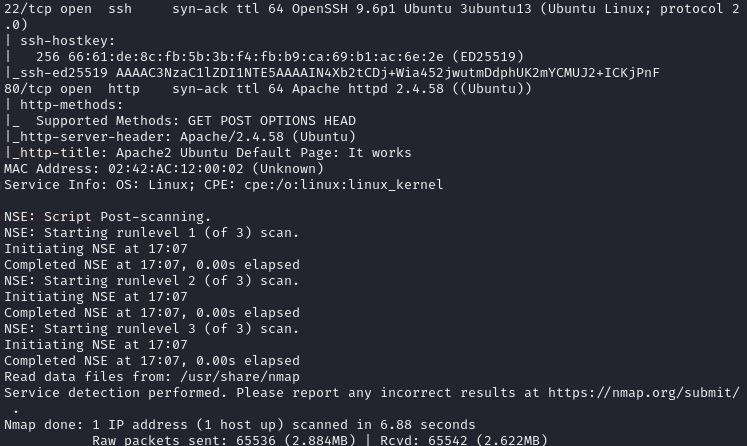 22/tcp open  ssh     syn-ack ttl 64 OpenSSH 9.6p1 Ubuntu 3ubuntu13 (Ubuntu Linux; protocol 2
.0)
| ssh-hostkey:
|   256 66:61:de:8c:fb:5b:3b:f4:fb:b9:ca:69:b1:ac:6e:2e (ED25519)
|_ssh-ed25519 AAAAC3NzaC1lZDI1NTE5AAAAIN4Xb2tCDj+Wia452jwutmDdphUK2mYCMUJ2+ICKjPnF
80/tcp open  http    syn-ack ttl 64 Apache httpd 2.4.58 ((Ubuntu))
| http-methods:
|_  Supported Methods: GET POST OPTIONS HEAD
|_http-server-header: Apache/2.4.58 (Ubuntu)
|_http-title: Apache2 Ubuntu Default Page: It works
MAC Address: 02:42:AC:12:00:02 (Unknown)
Service Info: OS: Linux; CPE: cpe:/o:linux:linux_kernel

NSE: Script Post-scanning.
NSE: Starting runlevel 1 (of 3) scan.
Initiating NSE at 17:07
Completed NSE at 17:07, 0.00s elapsed
NSE: Starting runlevel 2 (of 3) scan.
Initiating NSE at 17:07
Completed NSE at 17:07, 0.00s elapsed
NSE: Starting runlevel 3 (of 3) scan.
Initiating NSE at 17:07
Completed NSE at 17:07, 0.00s elapsed
Read data files from: /usr/share/nmap
Service detection performed. Please report any incorrect results at https://nmap.org/submit/
 .
Nmap done: 1 IP address (1 host up) scanned in 6.88 seconds
           Raw packets sent: 65536 (2.884MB) | Rcvd: 65542 (2.622MB)